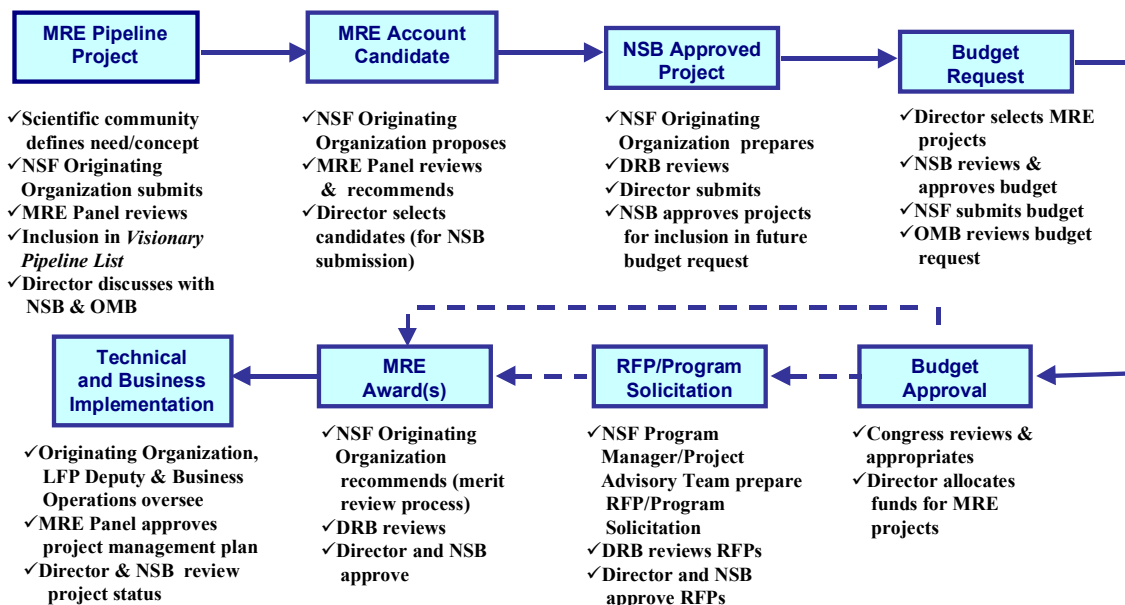 MRE Pipeline
Project
✓Scientific community
defines need/concept
✓NSF Originating
Organization submits
✓MRE Panel reviews
✓Inclusion in Visionary
Pipeline List
✓Director discusses with
NSB & OMB
MRE Account
Candidate
✓NSF Originating
Organization proposes
✓MRE Panel reviews
& recommends
✓Director selects
candidates (for NSB
submission)
NSB Approved
Project
✓NSF Originating
Organization prepares
✓DRB reviews
✓Director submits
✓NSB approves projects
for inclusion in future
budget request
Budget
Request
✓Director selects MRE
projects
✓NSB reviews &
approves budget
✓NSF submits budget
✓OMB reviews budget
request
Technical
and Business
Implementation
✓Originating Organization,
LFP Deputy & Business
Operations oversee
✓MRE Panel approves
project management plan
✓Director & NSB review
project status
MRE
Award(s)
✓NSF Originating
Organization
recommends (merit
review process)
✓DRB reviews
✓Director and NSB
approve
RFP/Program
Solicitation
✓NSF Program
Manager/Project
Advisory Team prepare
RFP/Program
Solicitation
✓DRB reviews RFPs
✓Director and NSB
approve RFPs
Budget
Approval
✓Congress reviews &
appropriates
✓Director allocates
funds for MRE
projects